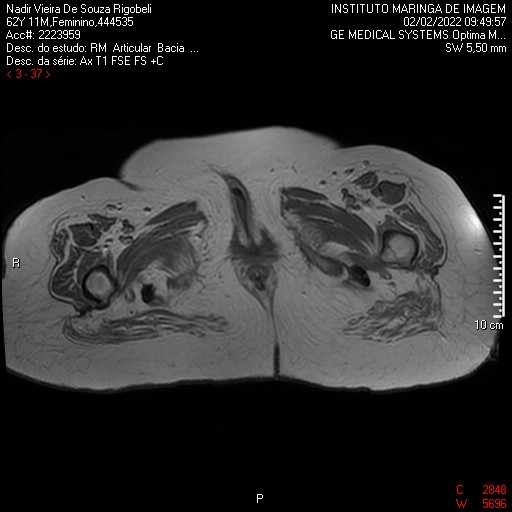 Nadir Vieira De Souza Rigobeli
62Y 11M,Feminino,444535
Acc#: 2223959
Desc. do estudo: RM Articular Bacia ...
Desc. da série: Ax T1 FSE FS +C
< 3 - 37 >
INSTITUTO MARINGA DE IMAGEM
02/02/2022 09:49:57
GE MEDICAL SYSTEMS Optima M...
SW 5,50 mm
R
10 cm
P
C 2848
W 5696